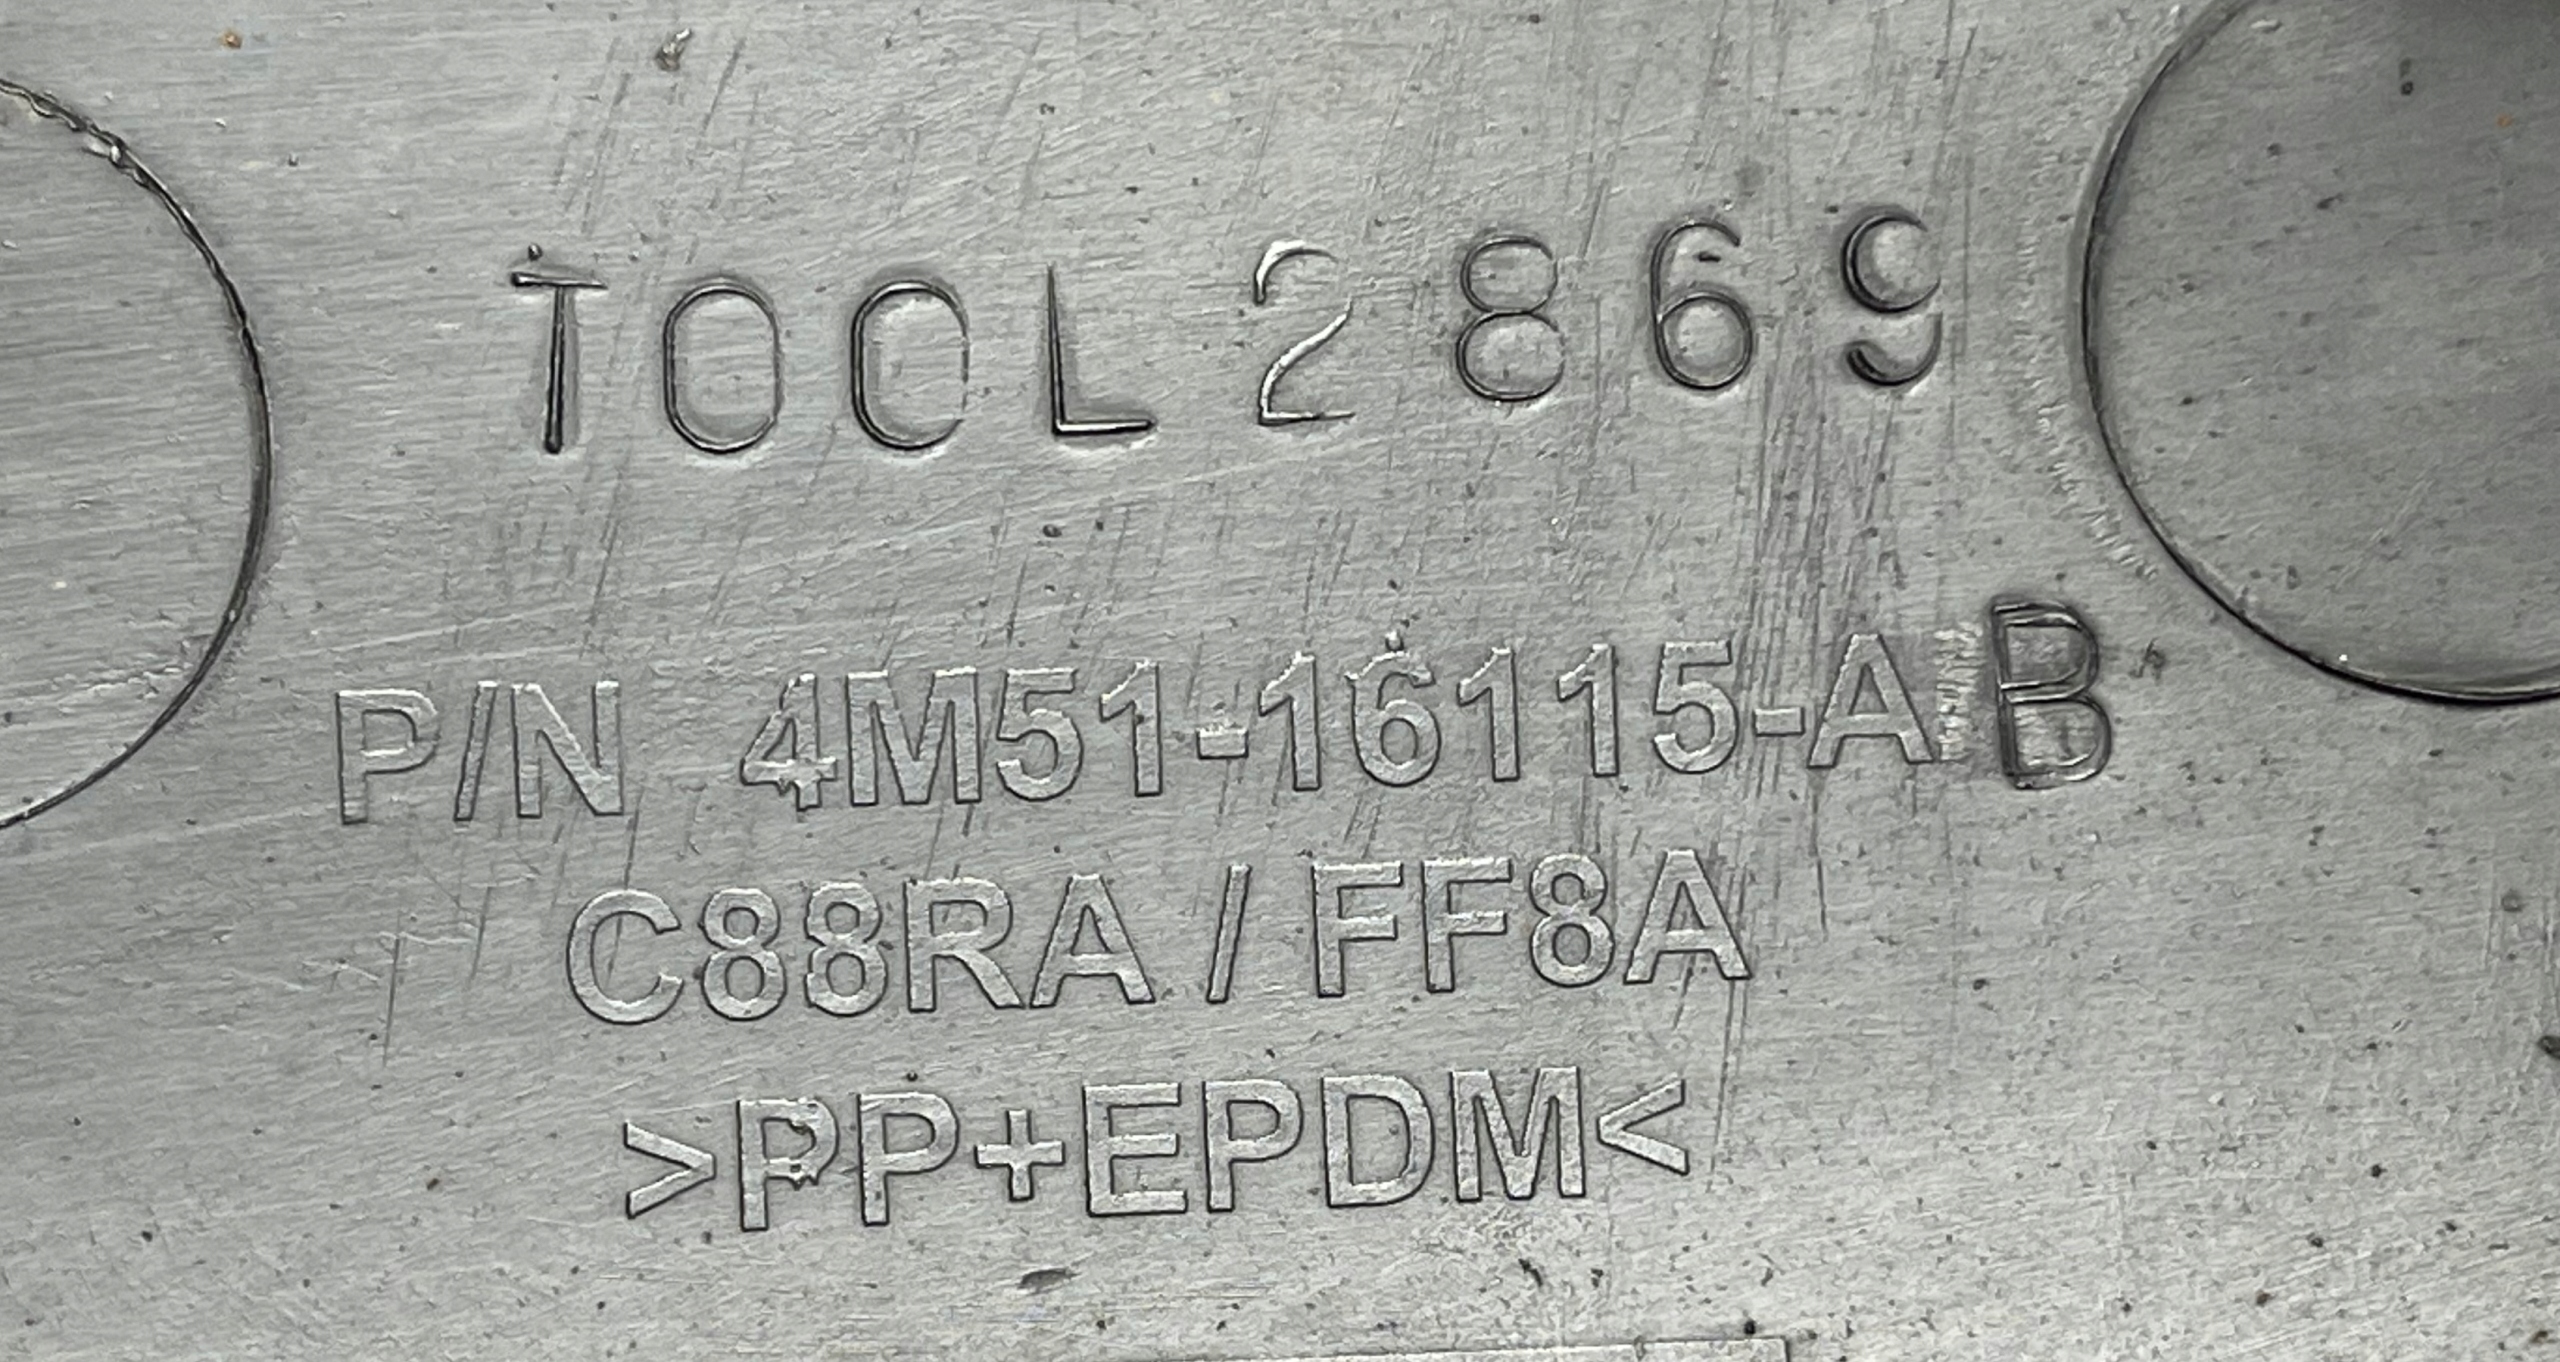 TOOL 2869
P/N 4M51-16115-AB
C88RA / FF8A
>PP+EPDM<